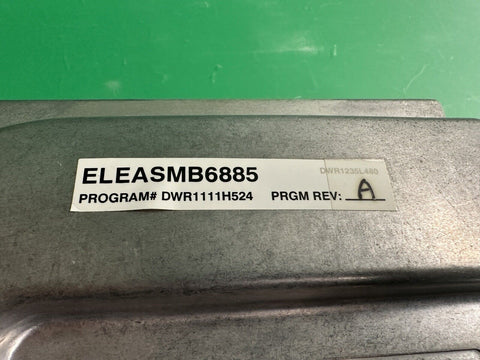 ELEASMB6885 DWR1235L480
PROGRAM# DWR1111H524 PRGM REV: A